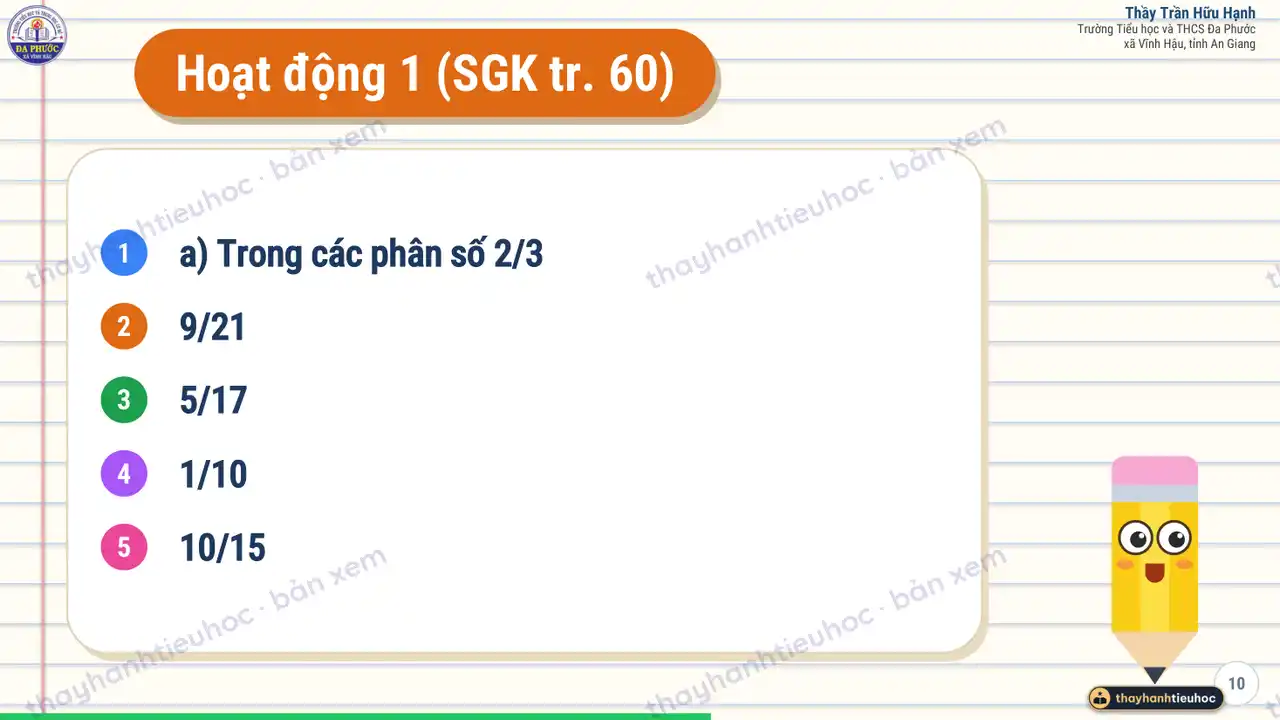 Thầy Trần Hữu Hạnh
Trường Tiểu học và THCS Đa Phước
xã Vĩnh Hậu, tỉnh An Giang
ĐA PHƯỚC
XÃ VĨNH HẬU
Hoạt động 1 (SGK tr. 60)
1 a) Trong các phân số 2/3
2 9/21
3 5/17
4 1/10
5 10/15
thayhanhtieuhoc · bản xem
thayhanhtieuhoc · bản xem
thayhanhtieuhoc · bản xem
thayhanhtieuhoc · bản xem
thayhanhtieuhoc
10